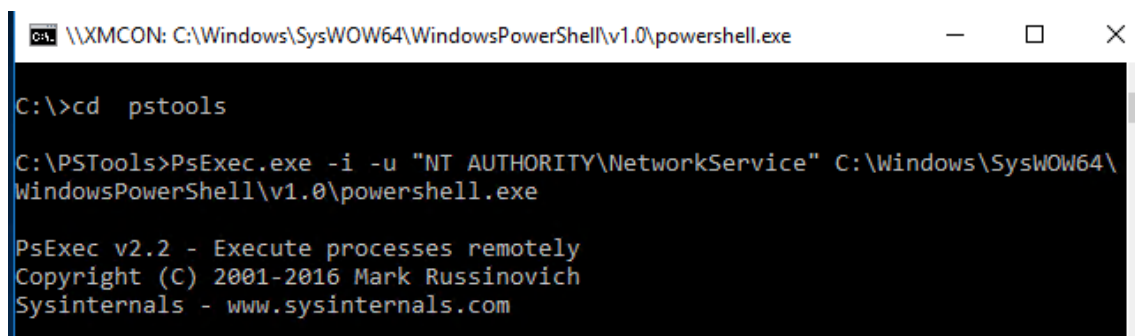 \\XMCON: C:\Windows\SysWOW64\WindowsPowerShell\v1.0\powershell.exe
C:\>cd  pstools
C:\PSTools>PsExec.exe -i -u "NT AUTHORITY\NetworkService" C:\Windows\SysWOW64\
WindowsPowerShell\v1.0\powershell.exe
PsExec v2.2 - Execute processes remotely
Copyright (C) 2001-2016 Mark Russinovich
Sysinternals - www.sysinternals.com